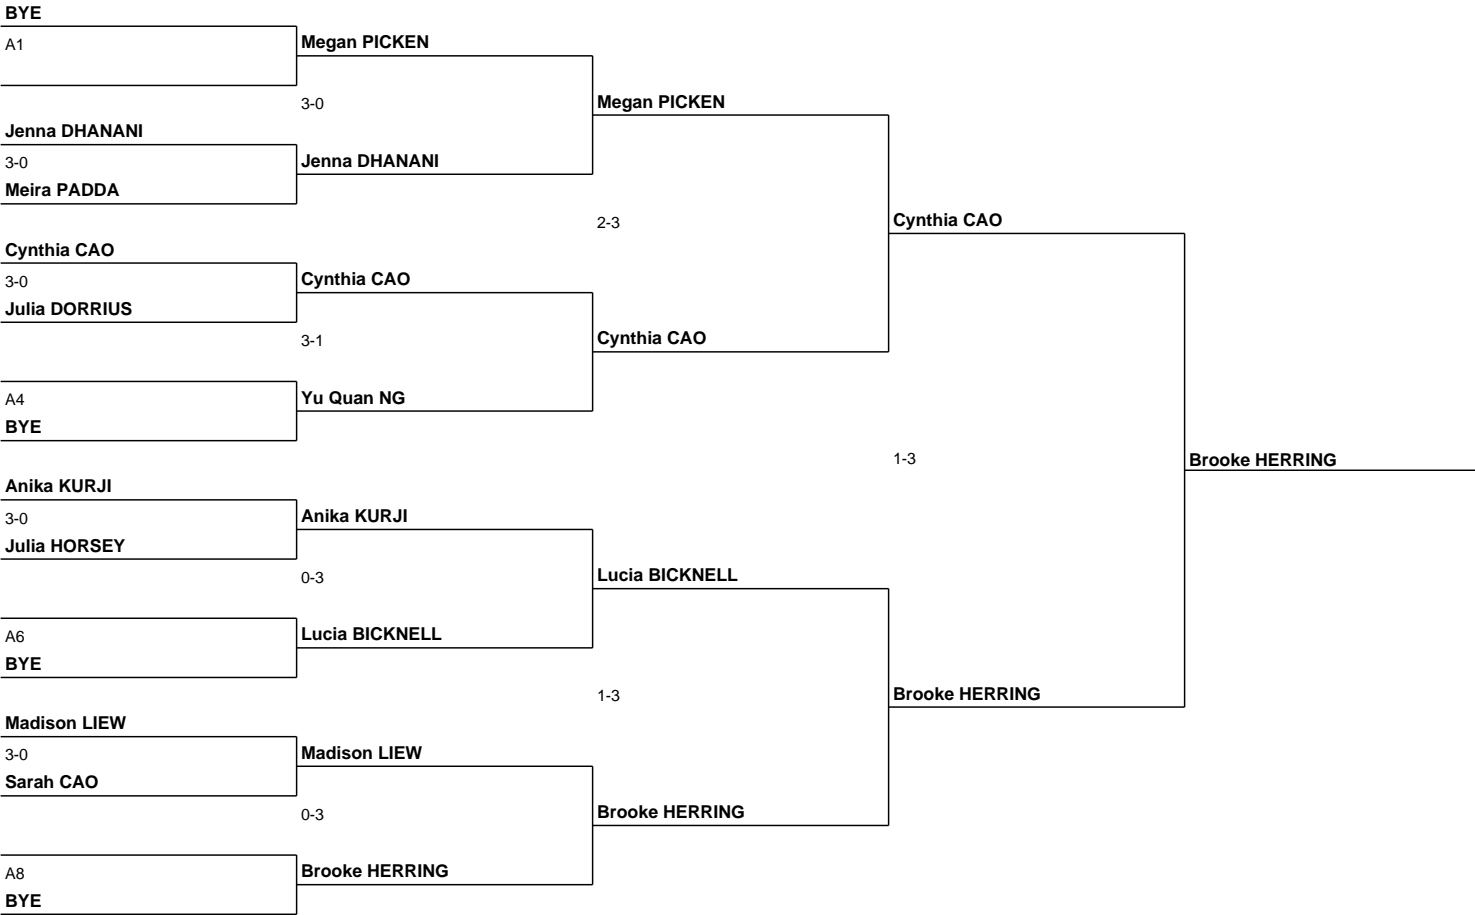 BYE
A1
Megan PICKEN
3-0
Megan PICKEN
Jenna DHANANI
3-0
Jenna DHANANI
Meira PADDA
2-3
Cynthia CAO
Cynthia CAO
3-0
Cynthia CAO
Julia DORRIUS
3-1
Cynthia CAO
A4
Yu Quan NG
BYE
1-3
Brooke HERRING
Anika KURJI
3-0
Anika KURJI
Julia HORSEY
0-3
Lucia BICKNELL
A6
Lucia BICKNELL
BYE
1-3
Brooke HERRING
Madison LIEW
3-0
Madison LIEW
Sarah CAO
0-3
Brooke HERRING
A8
Brooke HERRING
BYE